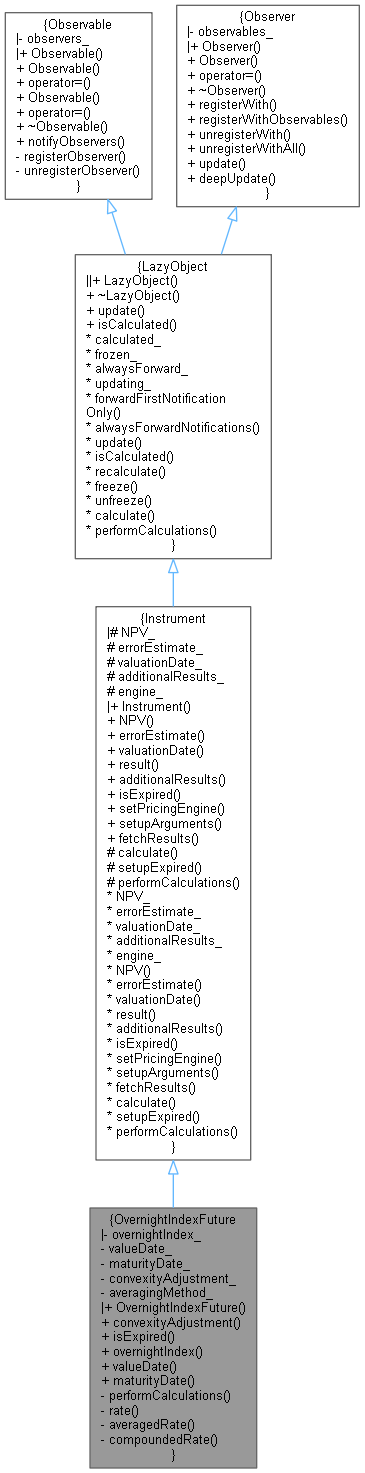 {Observable
|- observers_
|+ Observable()
+ Observable()
+ operator=()
+ Observable()
+ operator=()
+ ~Observable()
+ notifyObservers()
- registerObserver()
- unregisterObserver()
}
{Observer
|- observables_
|+ Observer()
+ Observer()
+ operator=()
+ ~Observer()
+ registerWith()
+ registerWithObservables()
+ unregisterWith()
+ unregisterWithAll()
+ update()
+ deepUpdate()
}
{LazyObject
||+ LazyObject()
+ ~LazyObject()
+ update()
+ isCalculated()
* calculated_
* frozen_
* alwaysForward_
* updating_
* forwardFirstNotification
Only()
* alwaysForwardNotifications()
* update()
* isCalculated()
* recalculate()
* freeze()
* unfreeze()
* calculate()
* performCalculations()
}
{Instrument
|# NPV_
# errorEstimate_
# valuationDate_
# additionalResults_
# engine_
|+ Instrument()
+ NPV()
+ errorEstimate()
+ valuationDate()
+ result()
+ additionalResults()
+ isExpired()
+ setPricingEngine()
+ setupArguments()
+ fetchResults()
# calculate()
# setupExpired()
# performCalculations()
* NPV_
* errorEstimate_
* valuationDate_
* additionalResults_
* engine_
* NPV()
* errorEstimate()
* valuationDate()
* result()
* additionalResults()
* isExpired()
* setPricingEngine()
* setupArguments()
* fetchResults()
* calculate()
* setupExpired()
* performCalculations()
}
{OvernightIndexFuture
|- overnightIndex_
- valueDate_
- maturityDate_
- convexityAdjustment_
- averagingMethod_
|+ OvernightIndexFuture()
+ convexityAdjustment()
+ isExpired()
+ overnightIndex()
+ valueDate()
+ maturityDate()
- performCalculations()
- rate()
- averagedRate()
- compoundedRate()
}